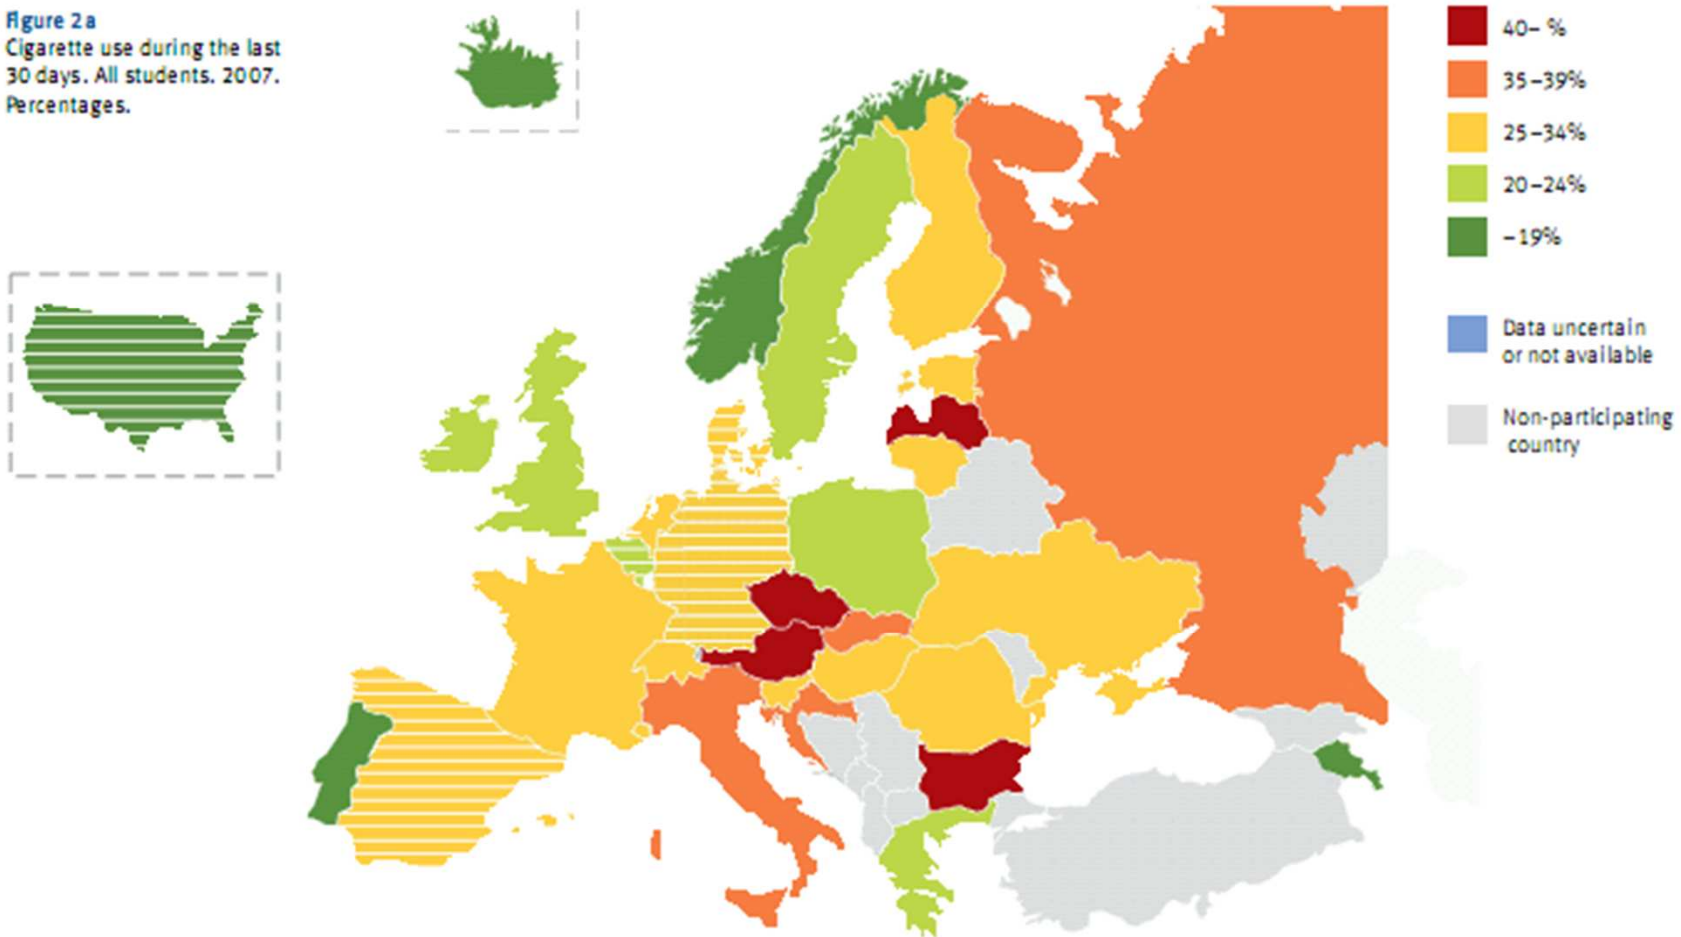 Figure 2a
Cigarette use during the last
30 days. All students. 2007.
Percentages.
40– %
35–39%
25–34%
20–24%
–19%
Data uncertain
or not available
Non-participating
country